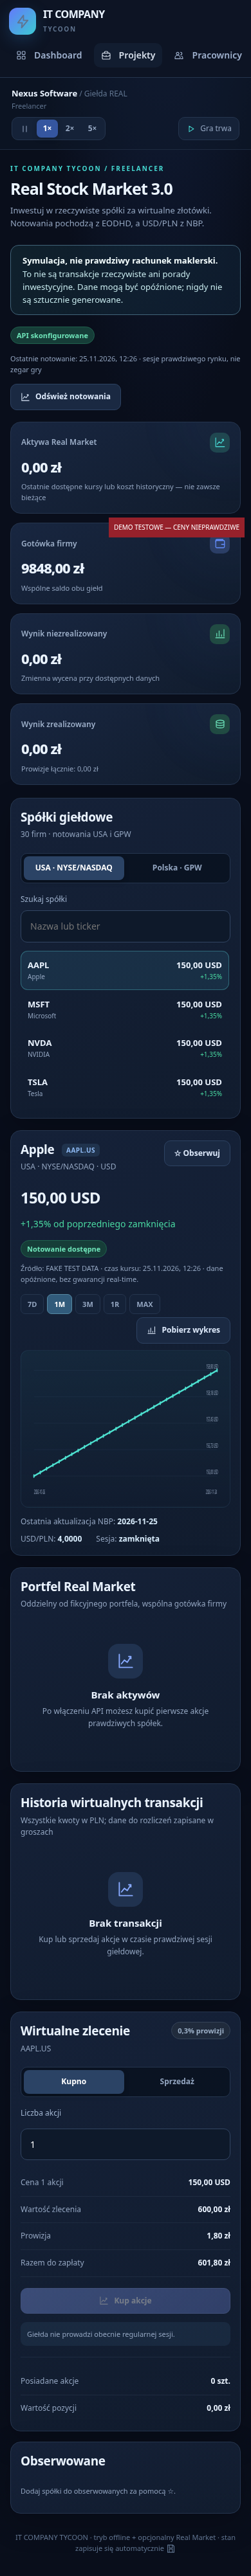 IT COMPANY
TYCOON
Dashboard
Projekty
Pracownicy
Nexus Software / Giełda REAL
Freelancer
1×
2×
5×
Gra trwa
IT COMPANY TYCOON / FREELANCER
Real Stock Market 3.0
Inwestuj w rzeczywiste spółki za wirtualne złotówki.
Notowania pochodzą z EODHD, a USD/PLN z NBP.
Symulacja, nie prawdziwy rachunek maklerski.
To nie są transakcje rzeczywiste ani porady
inwestycyjne. Dane mogą być opóźnione; nigdy nie
są sztucznie generowane.
API skonfigurowane
Ostatnie notowanie: 25.11.2026, 12:26 · sesje prawdziwego rynku, nie
zegar gry
Odśwież notowania
Aktywa Real Market
0,00 zł
Ostatnie dostępne kursy lub koszt historyczny — nie zawsze
bieżące
DEMO TESTOWE — CENY NIEPRAWDZIWE
Gotówka firmy
9848,00 zł
Wspólne saldo obu giełd
Wynik niezrealizowany
0,00 zł
Zmienna wycena przy dostępnych danych
Wynik zrealizowany
0,00 zł
Prowizje łącznie: 0,00 zł
Spółki giełdowe
30 firm · notowania USA i GPW
USA · NYSE/NASDAQ
Polska · GPW
Szukaj spółki
Nazwa lub ticker
AAPL
150,00 USD
Apple
+1,35%
MSFT
150,00 USD
Microsoft
+1,35%
NVDA
150,00 USD
NVIDIA
+1,35%
TSLA
150,00 USD
Tesla
+1,35%
Apple
AAPL.US
☆ Obserwuj
USA · NYSE/NASDAQ · USD
150,00 USD
+1,35% od poprzedniego zamknięcia
Notowanie dostępne
Źródło: FAKE TEST DATA · czas kursu: 25.11.2026, 12:26 · dane
opóźnione, bez gwarancji real-time.
7D
1M
3M
1R
MAX
Pobierz wykres
Ostatnia aktualizacja NBP: 2026-11-25
USD/PLN: 4,0000
Sesja: zamknięta
Portfel Real Market
Oddzielny od fikcyjnego portfela, wspólna gotówka firmy
Brak aktywów
Po włączeniu API możesz kupić pierwsze akcje
prawdziwych spółek.
Historia wirtualnych transakcji
Wszystkie kwoty w PLN; dane do rozliczeń zapisane w
groszach
Brak transakcji
Kup lub sprzedaj akcje w czasie prawdziwej sesji
giełdowej.
Wirtualne zlecenie
0,3% prowizji
AAPL.US
Kupno
Sprzedaż
Liczba akcji
1
Cena 1 akcji
150,00 USD
Wartość zlecenia
600,00 zł
Prowizja
1,80 zł
Razem do zapłaty
601,80 zł
Kup akcje
Giełda nie prowadzi obecnie regularnej sesji.
Posiadane akcje
0 szt.
Wartość pozycji
0,00 zł
Obserwowane
Dodaj spółki do obserwowanych za pomocą ☆.
IT COMPANY TYCOON · tryb offline + opcjonalny Real Market · stan
zapisuje się automatycznie